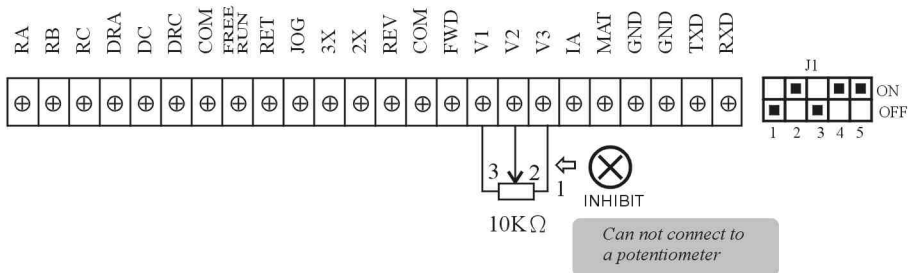 RA RB RC DRA DC DRC COM FREE RUN RET JOG 3X 2X REV COM FWD V1 V2 V3 IA MAT GND GND TXD RXD
J1
ON
OFF
1 2 3 4 5
3 2
1
INHIBIT
10KΩ
Can not connect to
a potentiometer